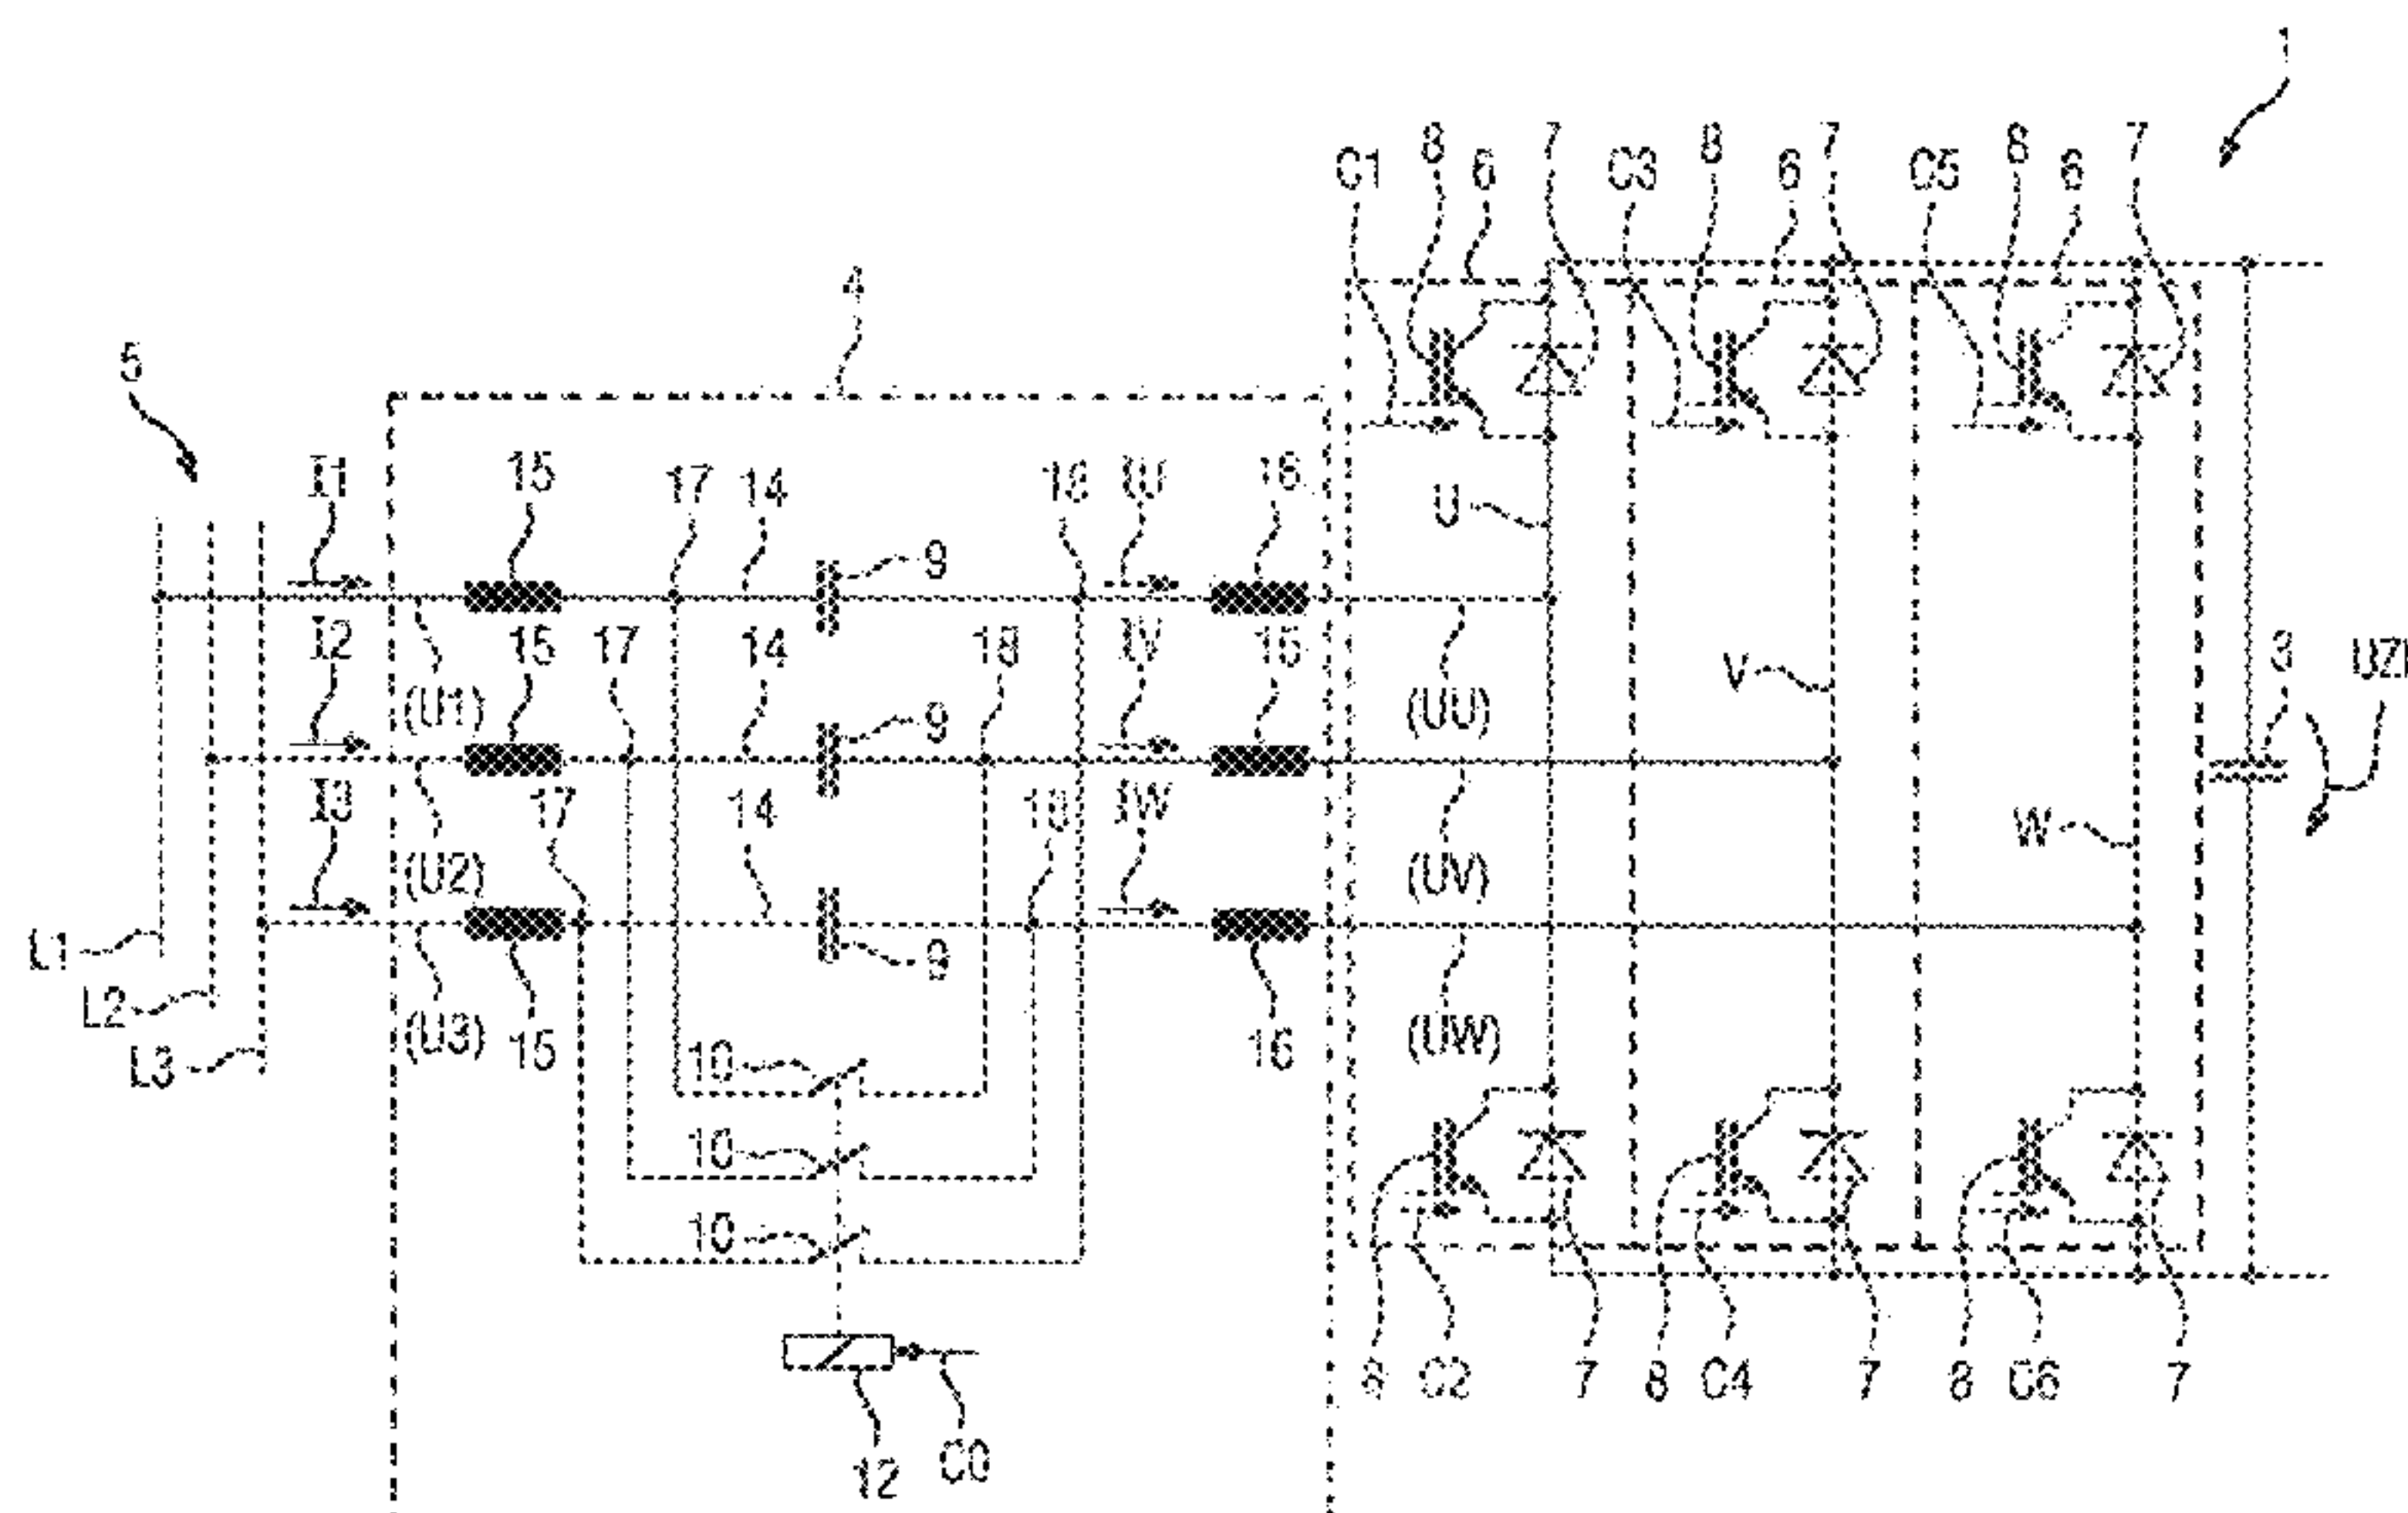 1
C1 8 6 7 C3 8 6 7 C5 8 6 7
4
5
I1 15 17 14 18 IU 16
9
U
I2 15 17 14 18 IV 16
(U1) 9 (UU) V 3
I3 17 14 18 IW
(U2) (UV) W
9
L1
L2
(U3) 15 10 16 (UW)
L3
10
10
8 C2 7 8 C4 7 8 C6 7
12 C0